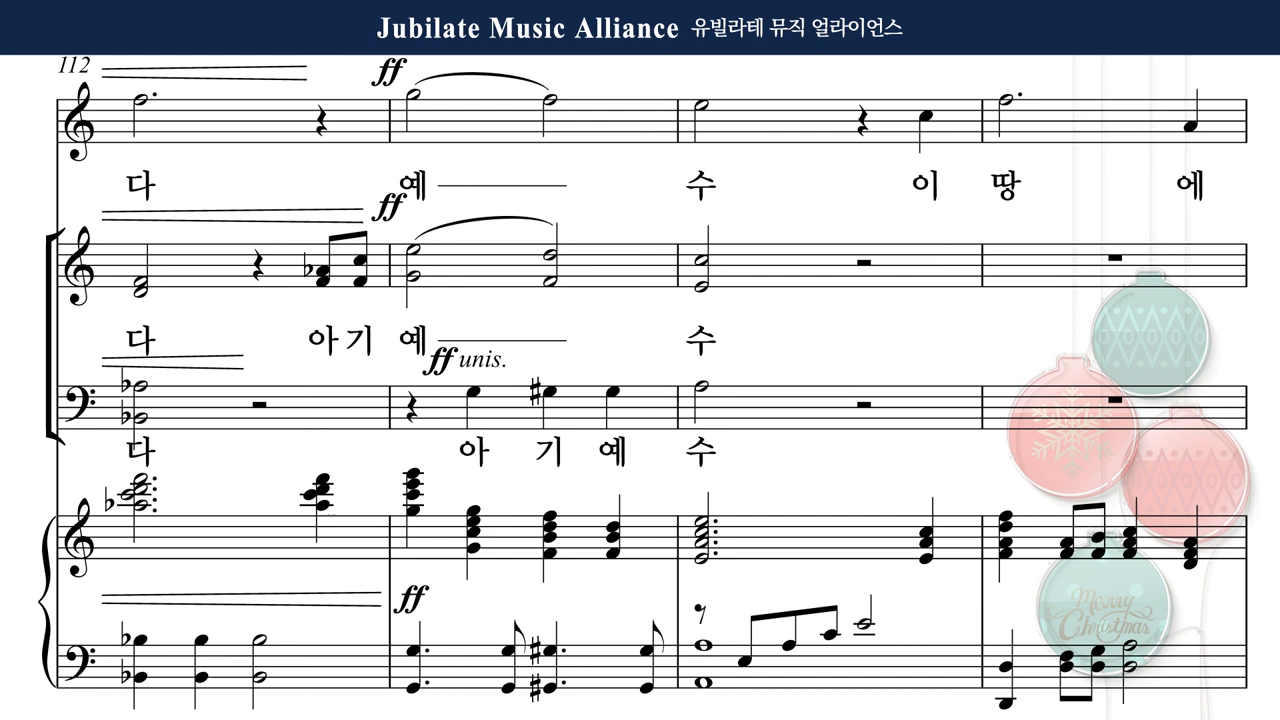 Jubilate Music Alliance 유빌라테 뮤직 얼라이언스
112
ff
다 예 수 이 땅 에
ff
다 아 기 예 수
ff unis.
다 아 기 예 수
ff
Merry
Christmas